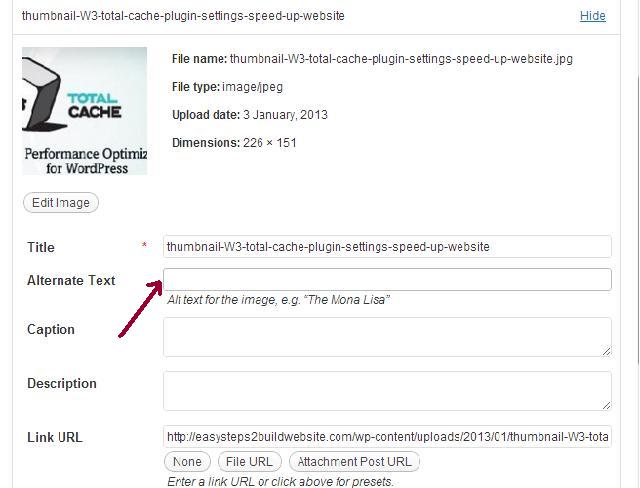 thumbnail-W3-total-cache-plugin-settings-speed-up-website Hide
File name: thumbnail-W3-total-cache-plugin-settings-speed-up-website.jpg
File type: image/jpeg
Upload date: 3 January, 2013
Dimensions: 226 × 151
TOTAL
CACHE
Performance Optimiz
for WordPress
Edit Image
Title * thumbnail-W3-total-cache-plugin-settings-speed-up-website
Alternate Text
Alt text for the image, e.g. “The Mona Lisa”
Caption
Description
Link URL http://easysteps2buildwebsite.com/wp-content/uploads/2013/01/thumbnail-W3-tota
None File URL Attachment Post URL
Enter a link URL or click above for presets.